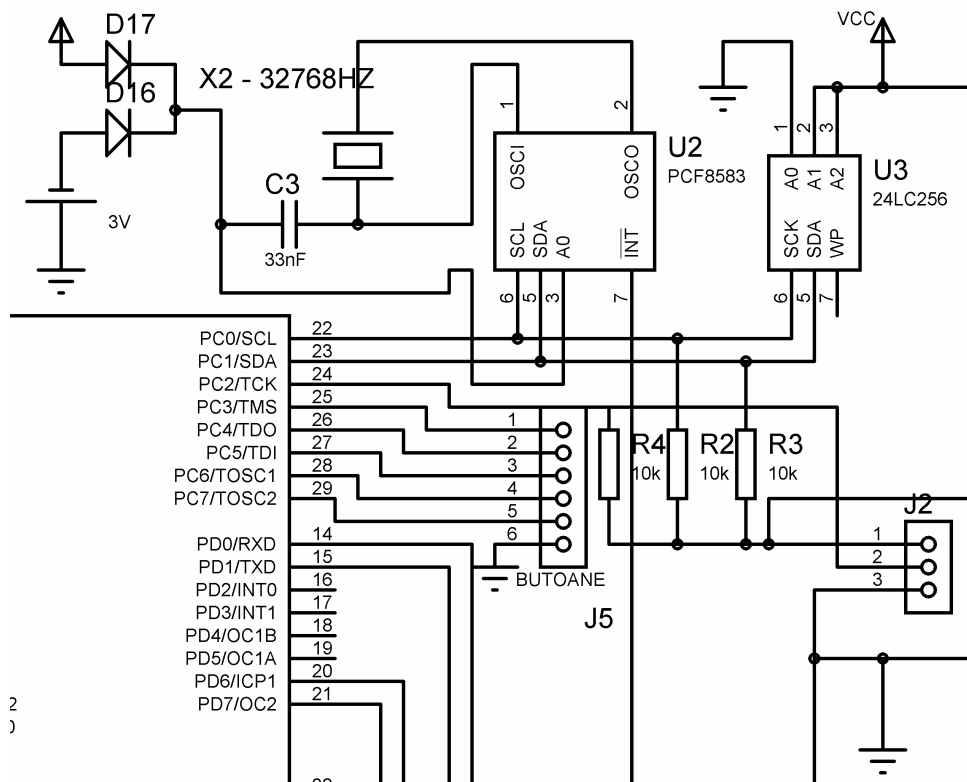 D17
VCC
X2 - 32768HZ
D16
1
2
1
2
3
OSCI
OSCO
U2
PCF8583
A0
A1
A2
U3
24LC256
C3
33nF
3V
SCL
SDA
A0
INT
SCK
SDA
WP
6
5
3
7
6
5
7
PC0/SCL 22
PC1/SDA 23
PC2/TCK 24
PC3/TMS 25
PC4/TDO 26
PC5/TDI 27
PC6/TOSC1 28
PC7/TOSC2 29
1
2
3
4
5
6
BUTOANE
J5
R4
10k
R2
10k
R3
10k
J2
1
2
3
PD0/RXD 14
PD1/TXD 15
PD2/INT0 16
PD3/INT1 17
PD4/OC1B 18
PD5/OC1A 19
PD6/ICP1 20
PD7/OC2 21
2
0